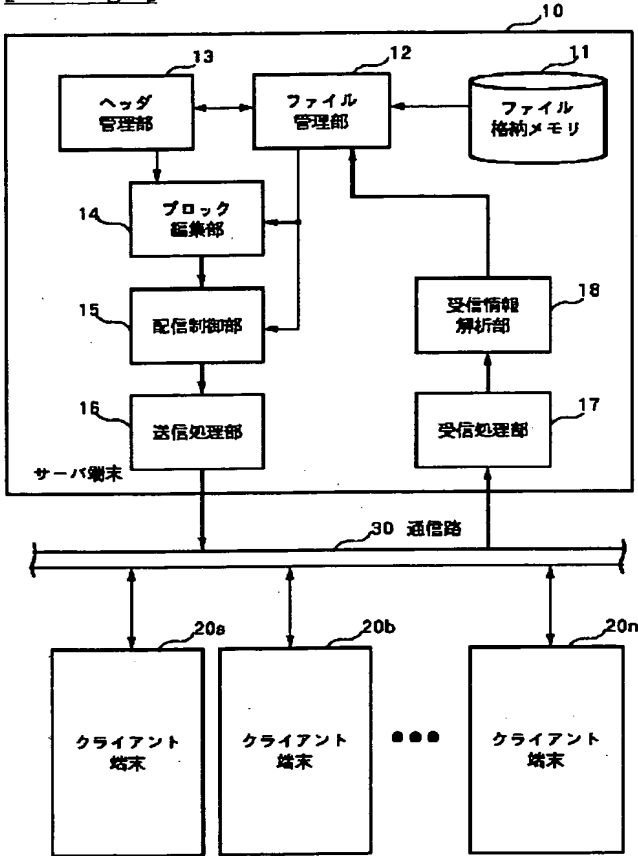 10
13
12
11
ヘッダ
管理部
ファイル
管理部
ファイル
格納メモリ
14
ブロック
編集部
15
配信制御部
受信情報
解析部
18
16
送信処理部
受信処理部
17
サーバ端末
30 通信路
20a
20b
20n
クライアント
端末
クライアント
端末
●●●
クライアント
端末